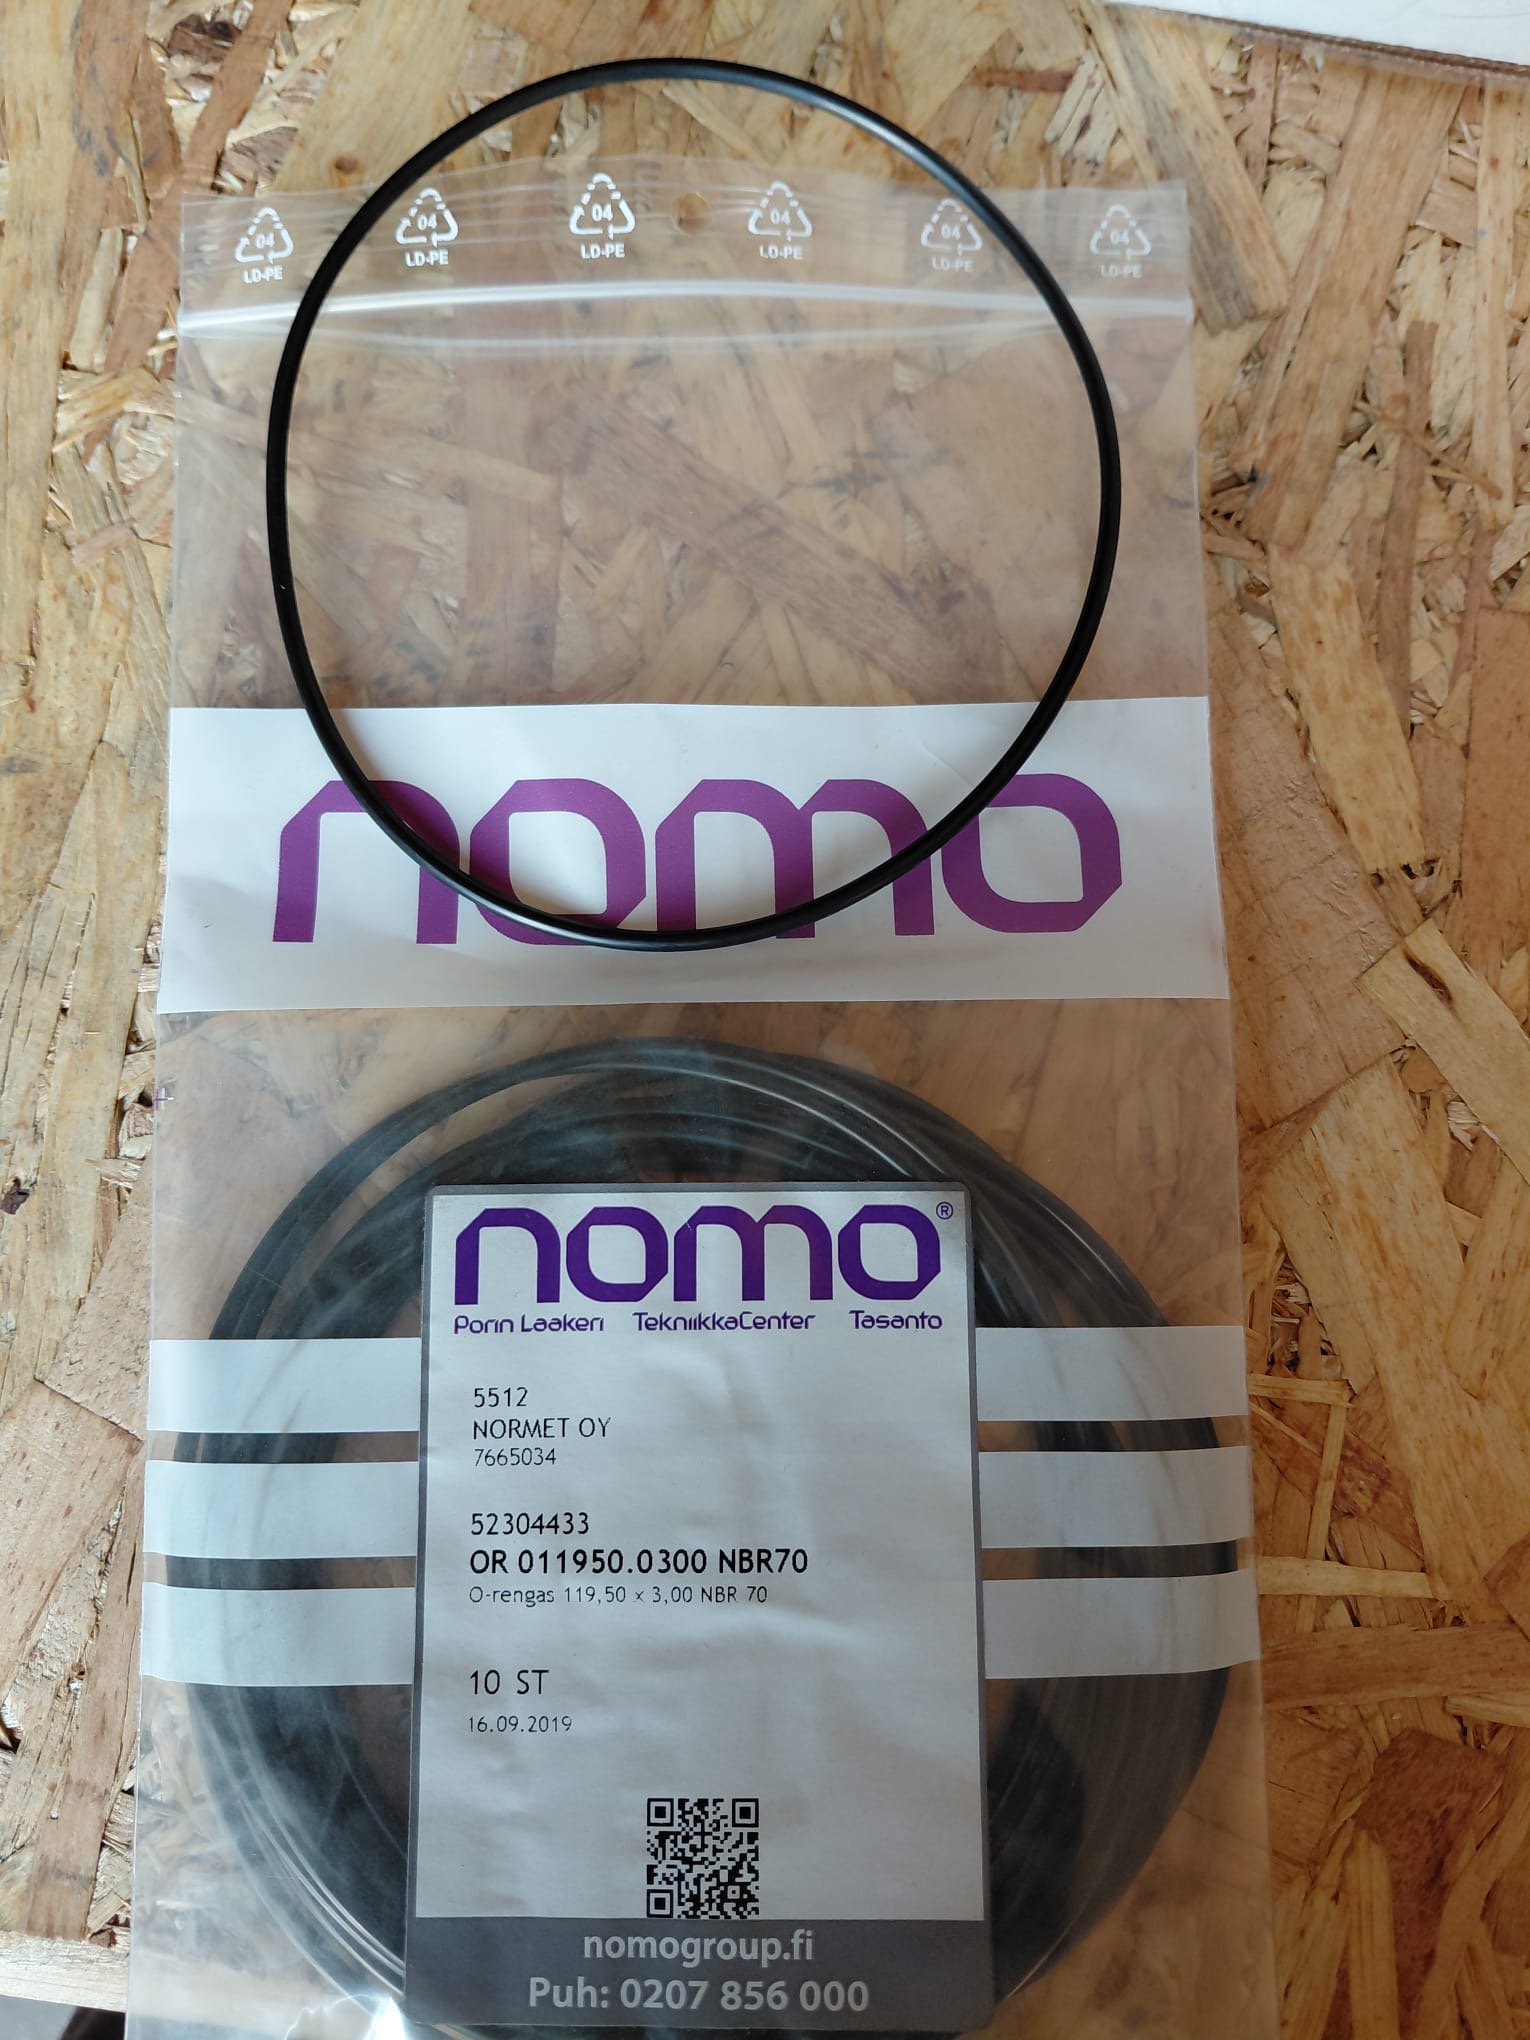 04 04 04 04 04 04
LD-PE LD-PE LD-PE LD-PE LD-PE LD-PE
nomo
nomo®
Porin Laakeri TekniikkaCenter Tasanto
5512
NORMET OY
7665034
52304433
OR 011950.0300 NBR70
O-rengas 119,50 x 3,00 NBR 70
10 ST
16.09.2019
nomogroup.fi
Puh: 0207 856 000